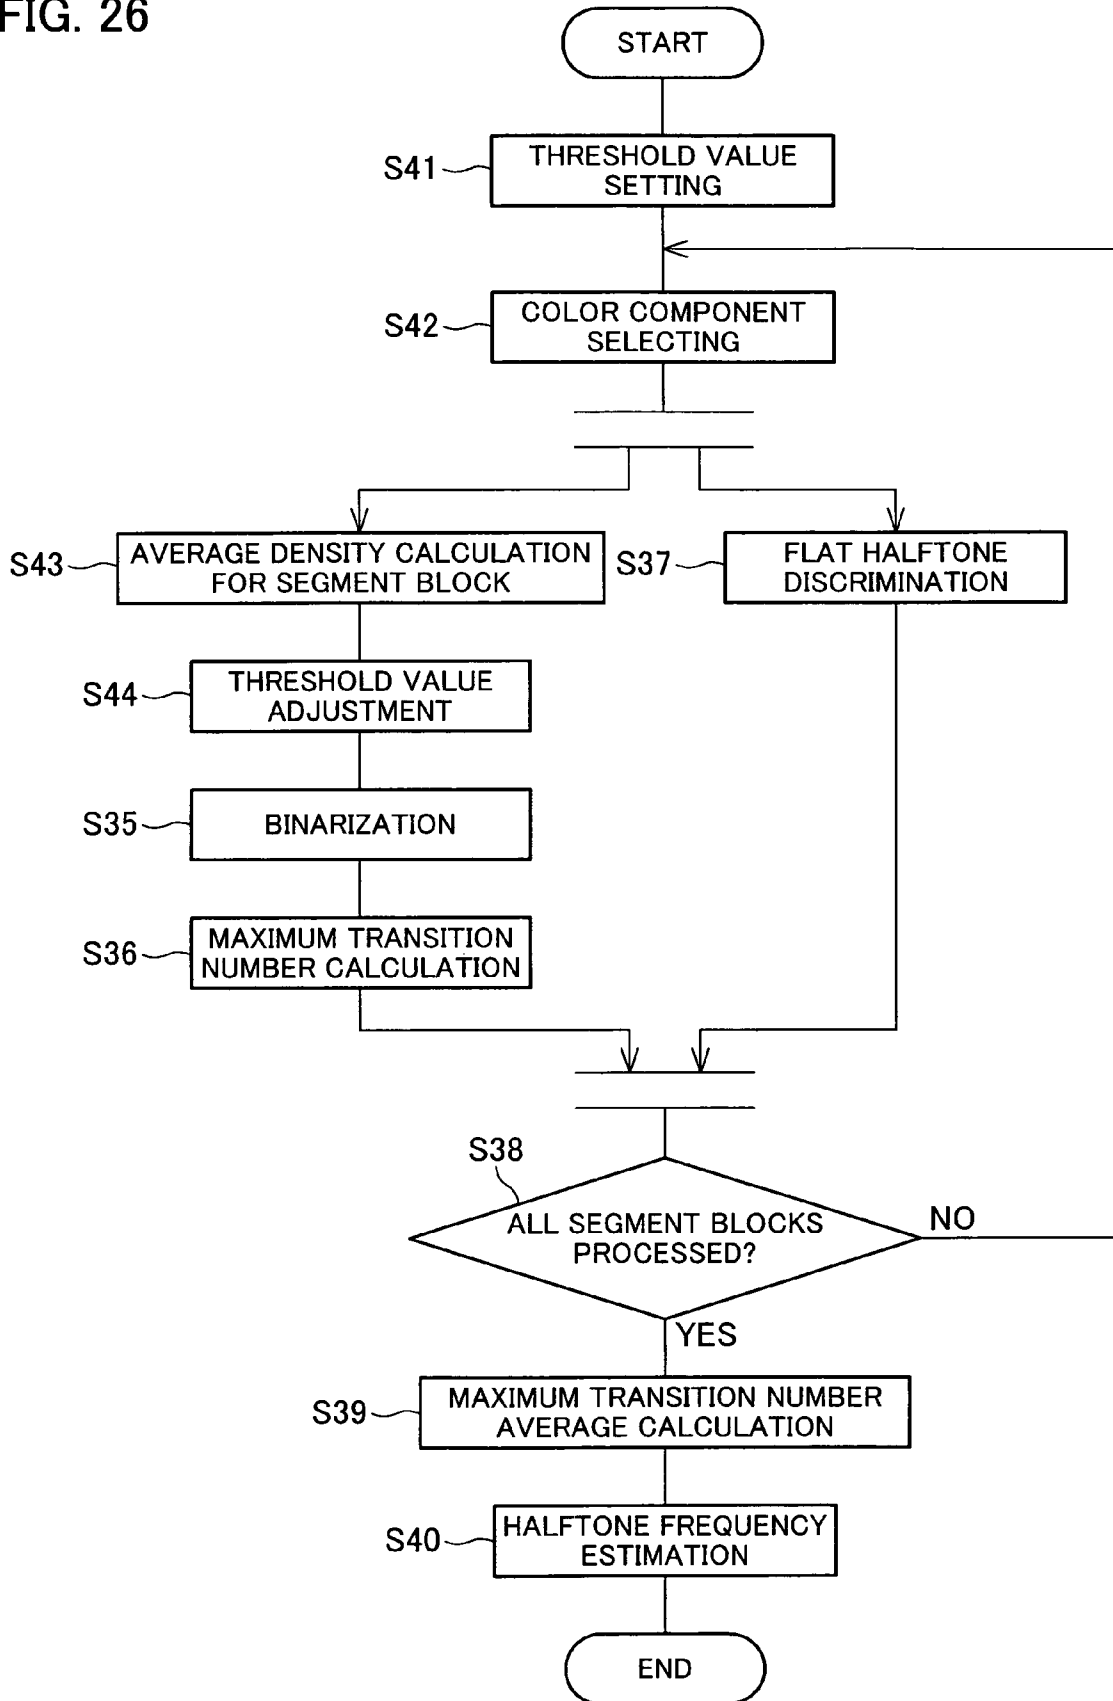 FIG. 26
START
S41
THRESHOLD VALUE
SETTING
S42
COLOR COMPONENT
SELECTING
S43
AVERAGE DENSITY CALCULATION
FOR SEGMENT BLOCK
S37
FLAT HALFTONE
DISCRIMINATION
S44
THRESHOLD VALUE
ADJUSTMENT
S35
BINARIZATION
S36
MAXIMUM TRANSITION
NUMBER CALCULATION
S38
ALL SEGMENT BLOCKS
PROCESSED?
NO
YES
S39
MAXIMUM TRANSITION NUMBER
AVERAGE CALCULATION
S40
HALFTONE FREQUENCY
ESTIMATION
END